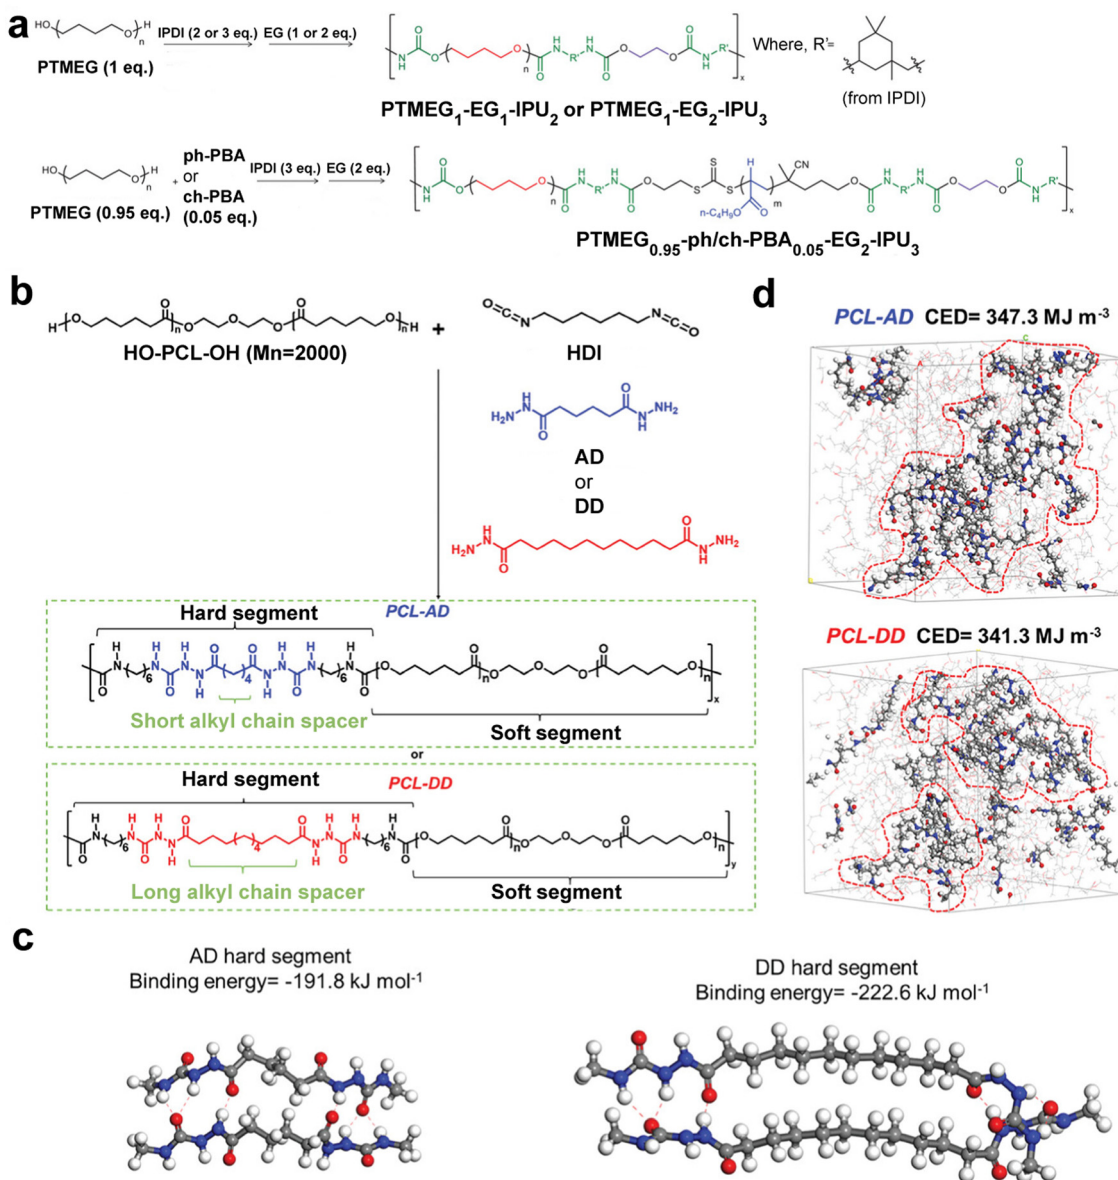 a
HO
O
H
n
PTMEG (1 eq.)
IPDI (2 or 3 eq.)
EG (1 or 2 eq.)
PTMEG₁-EG₁-IPU₂ or PTMEG₁-EG₂-IPU₃
Where, R'=
(from IPDI)
PTMEG (0.95 eq.)
+
ph-PBA
or
ch-PBA
(0.05 eq.)
IPDI (3 eq.)
EG (2 eq.)
CN
n-C₄H₉O
m
PTMEG₀.₉₅-ph/ch-PBA₀.₀₅-EG₂-IPU₃
b
HO-PCL-OH (Mn=2000)
+
HDI
AD
or
DD
Hard segment
PCL-AD
Short alkyl chain spacer
Soft segment
or
Hard segment
PCL-DD
Long alkyl chain spacer
Soft segment
c
AD hard segment
Binding energy= -191.8 kJ mol⁻¹
DD hard segment
Binding energy= -222.6 kJ mol⁻¹
d
PCL-AD CED= 347.3 MJ m⁻³
PCL-DD CED= 341.3 MJ m⁻³